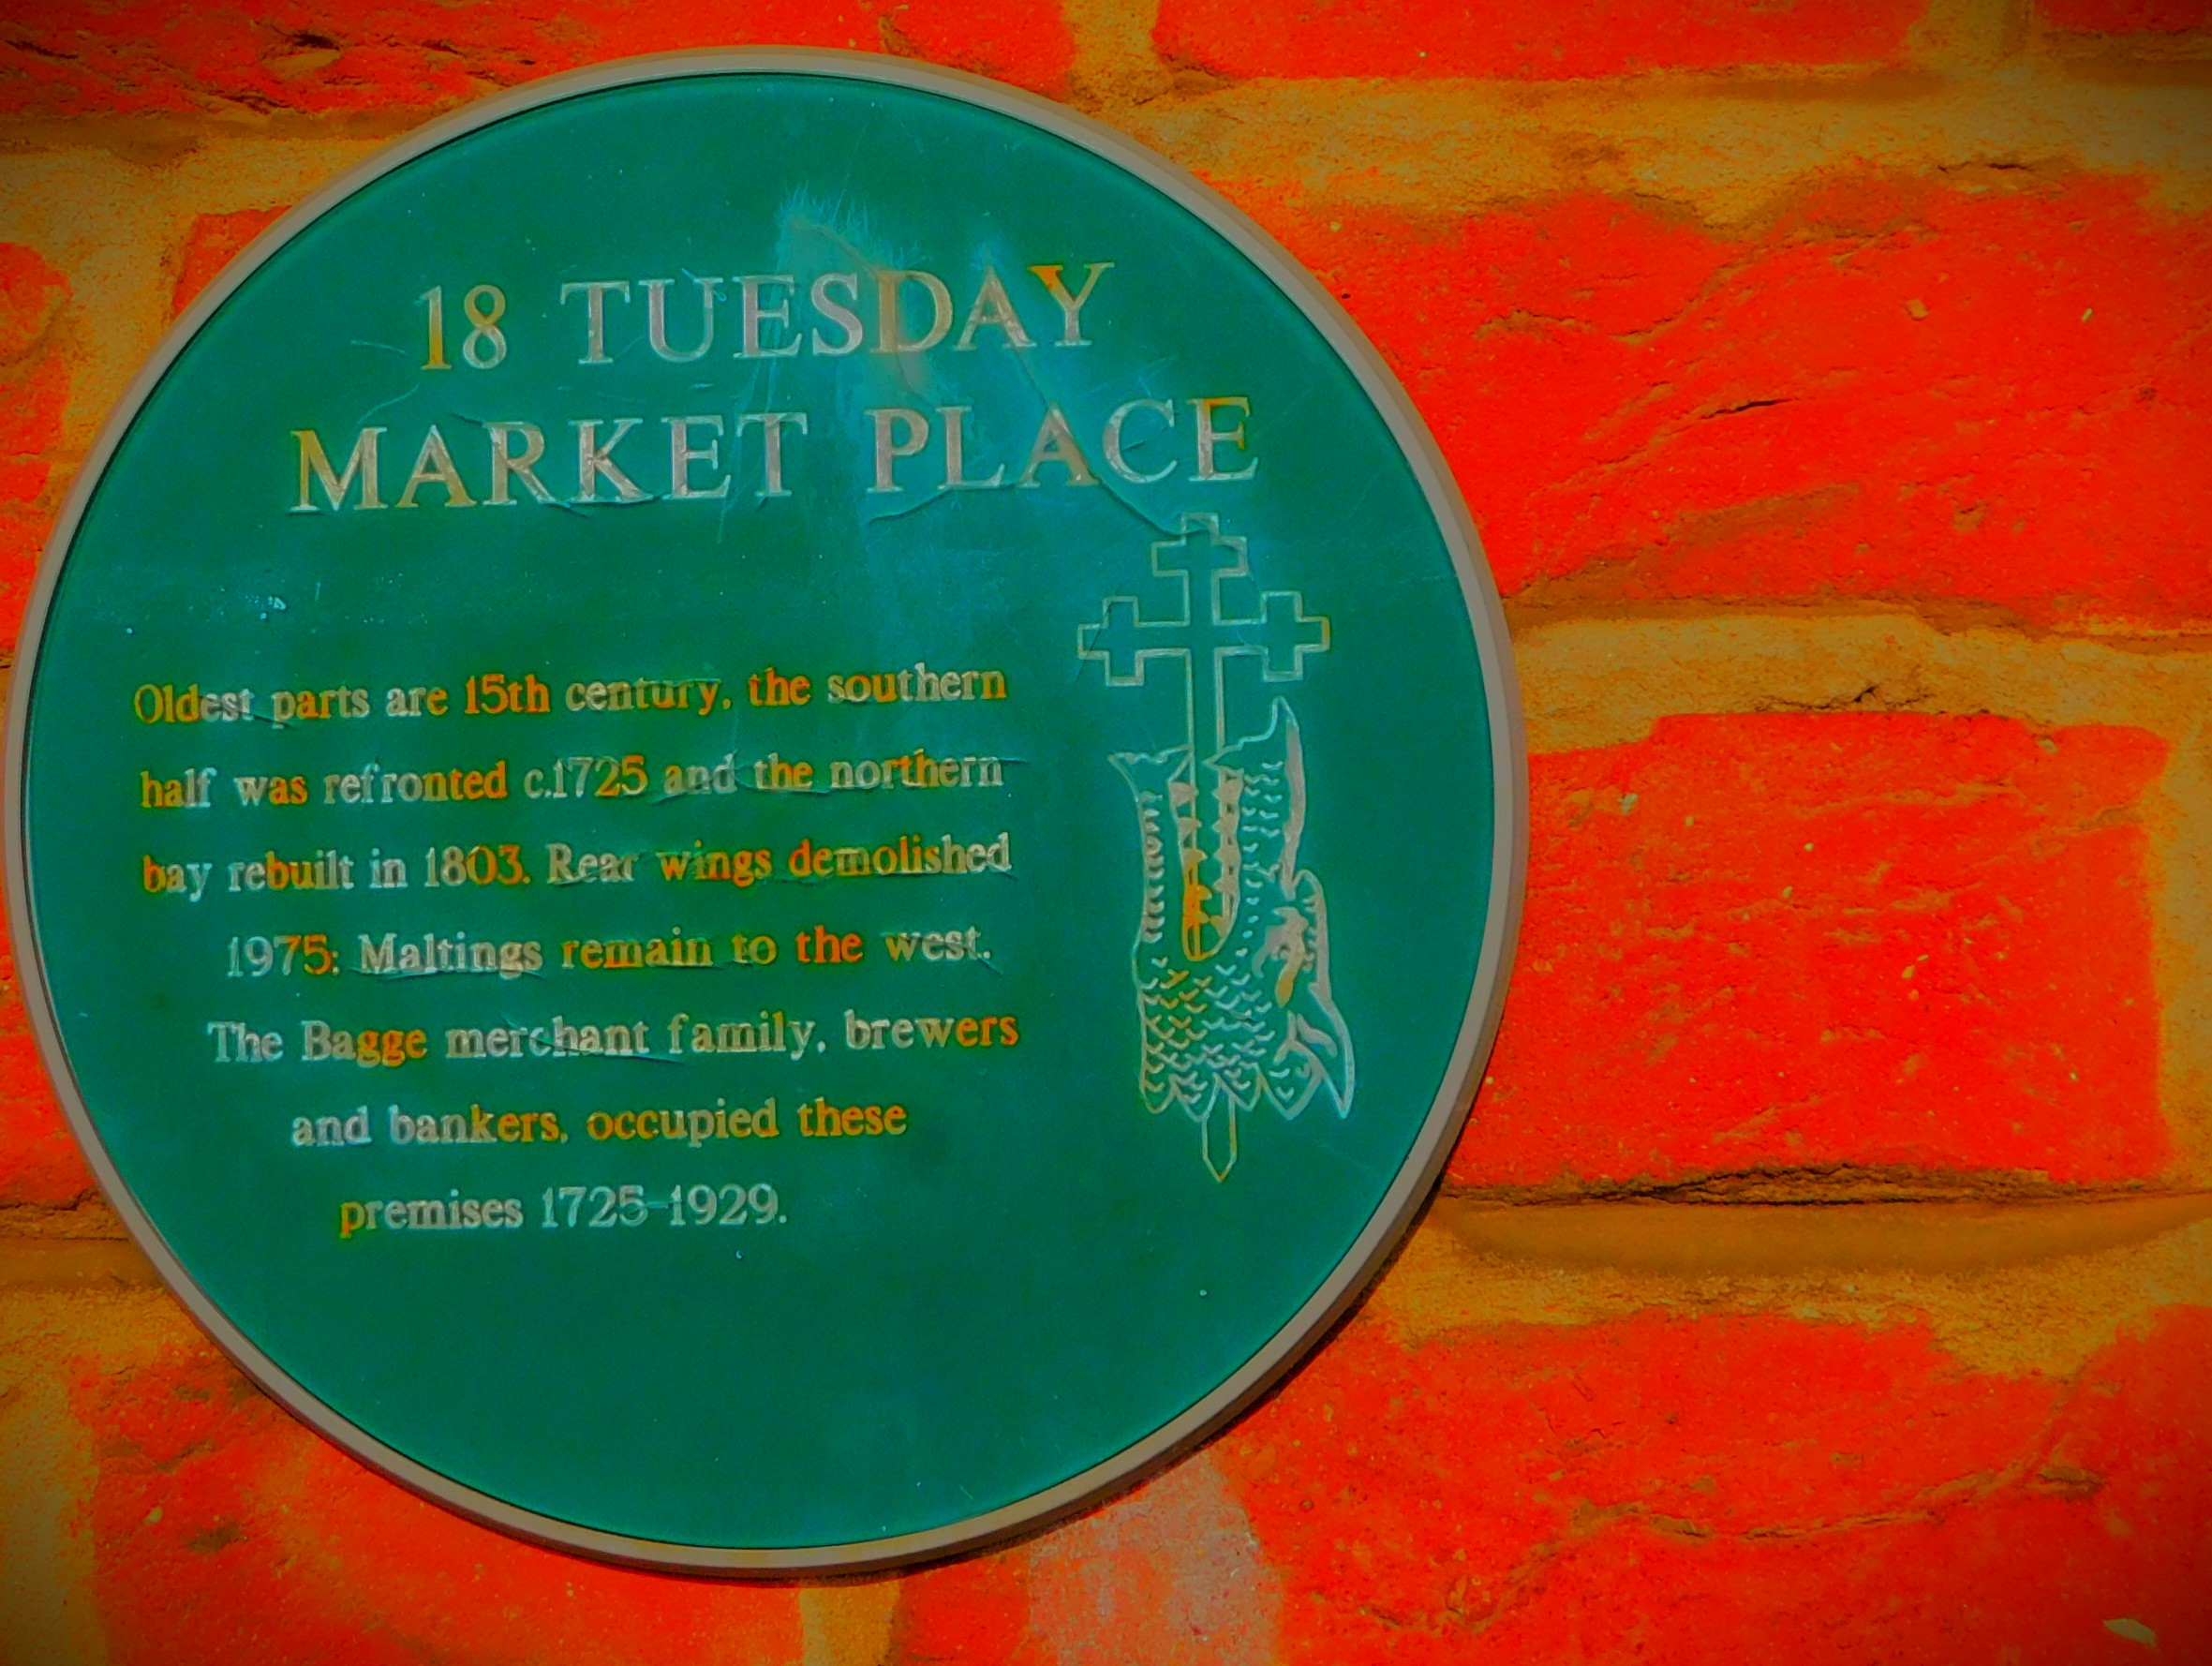 18 TUESDAY
MARKET PLACE
Oldest parts are 15th century, the southern
half was refronted c.1725 and the northern
bay rebuilt in 1803. Rear wings demolished
1975: Maltings remain to the west.
The Bagge merchant family, brewers
and bankers, occupied these
premises 1725-1929.